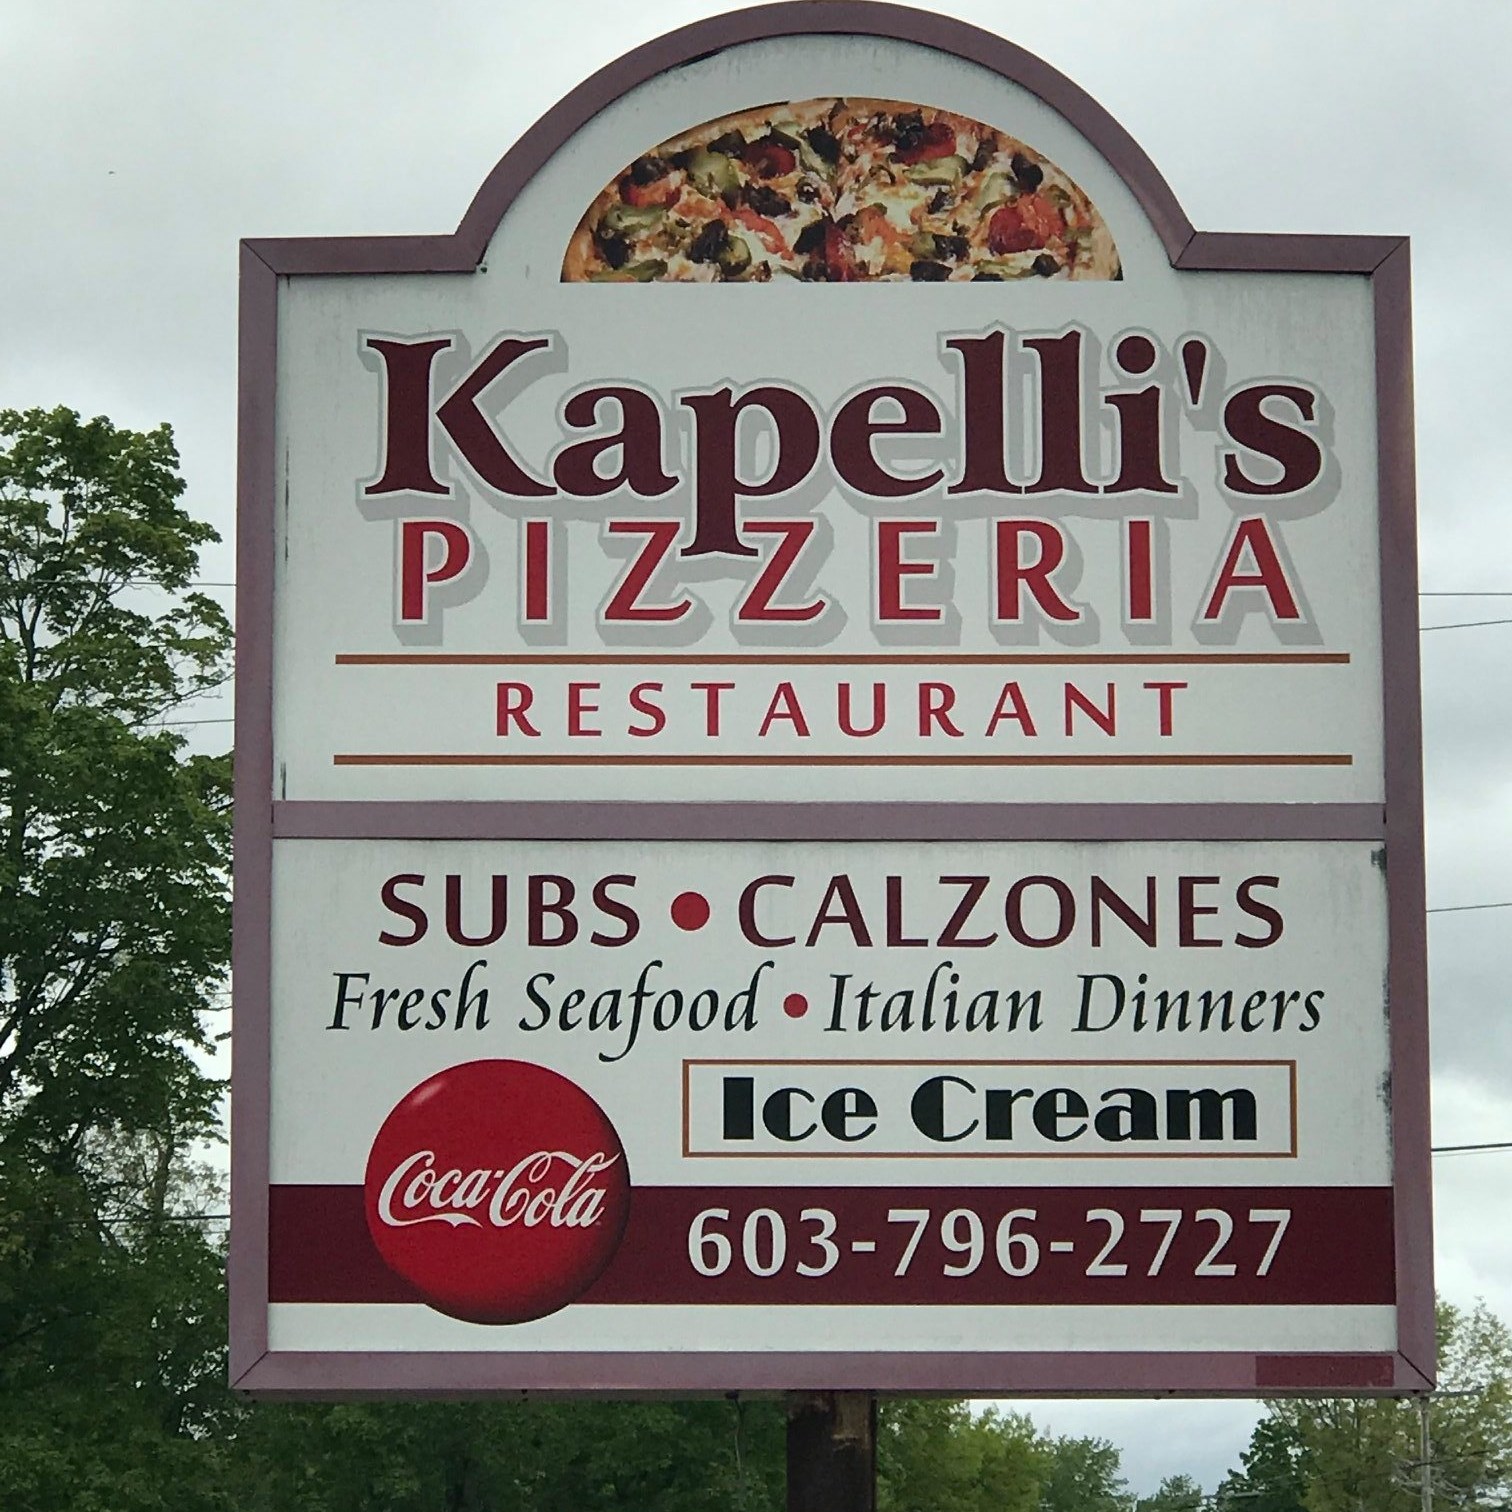 Kapelli's
PIZZERIA
RESTAURANT
SUBS • CALZONES
Fresh Seafood • Italian Dinners
Ice Cream
Coca-Cola
603-796-2727